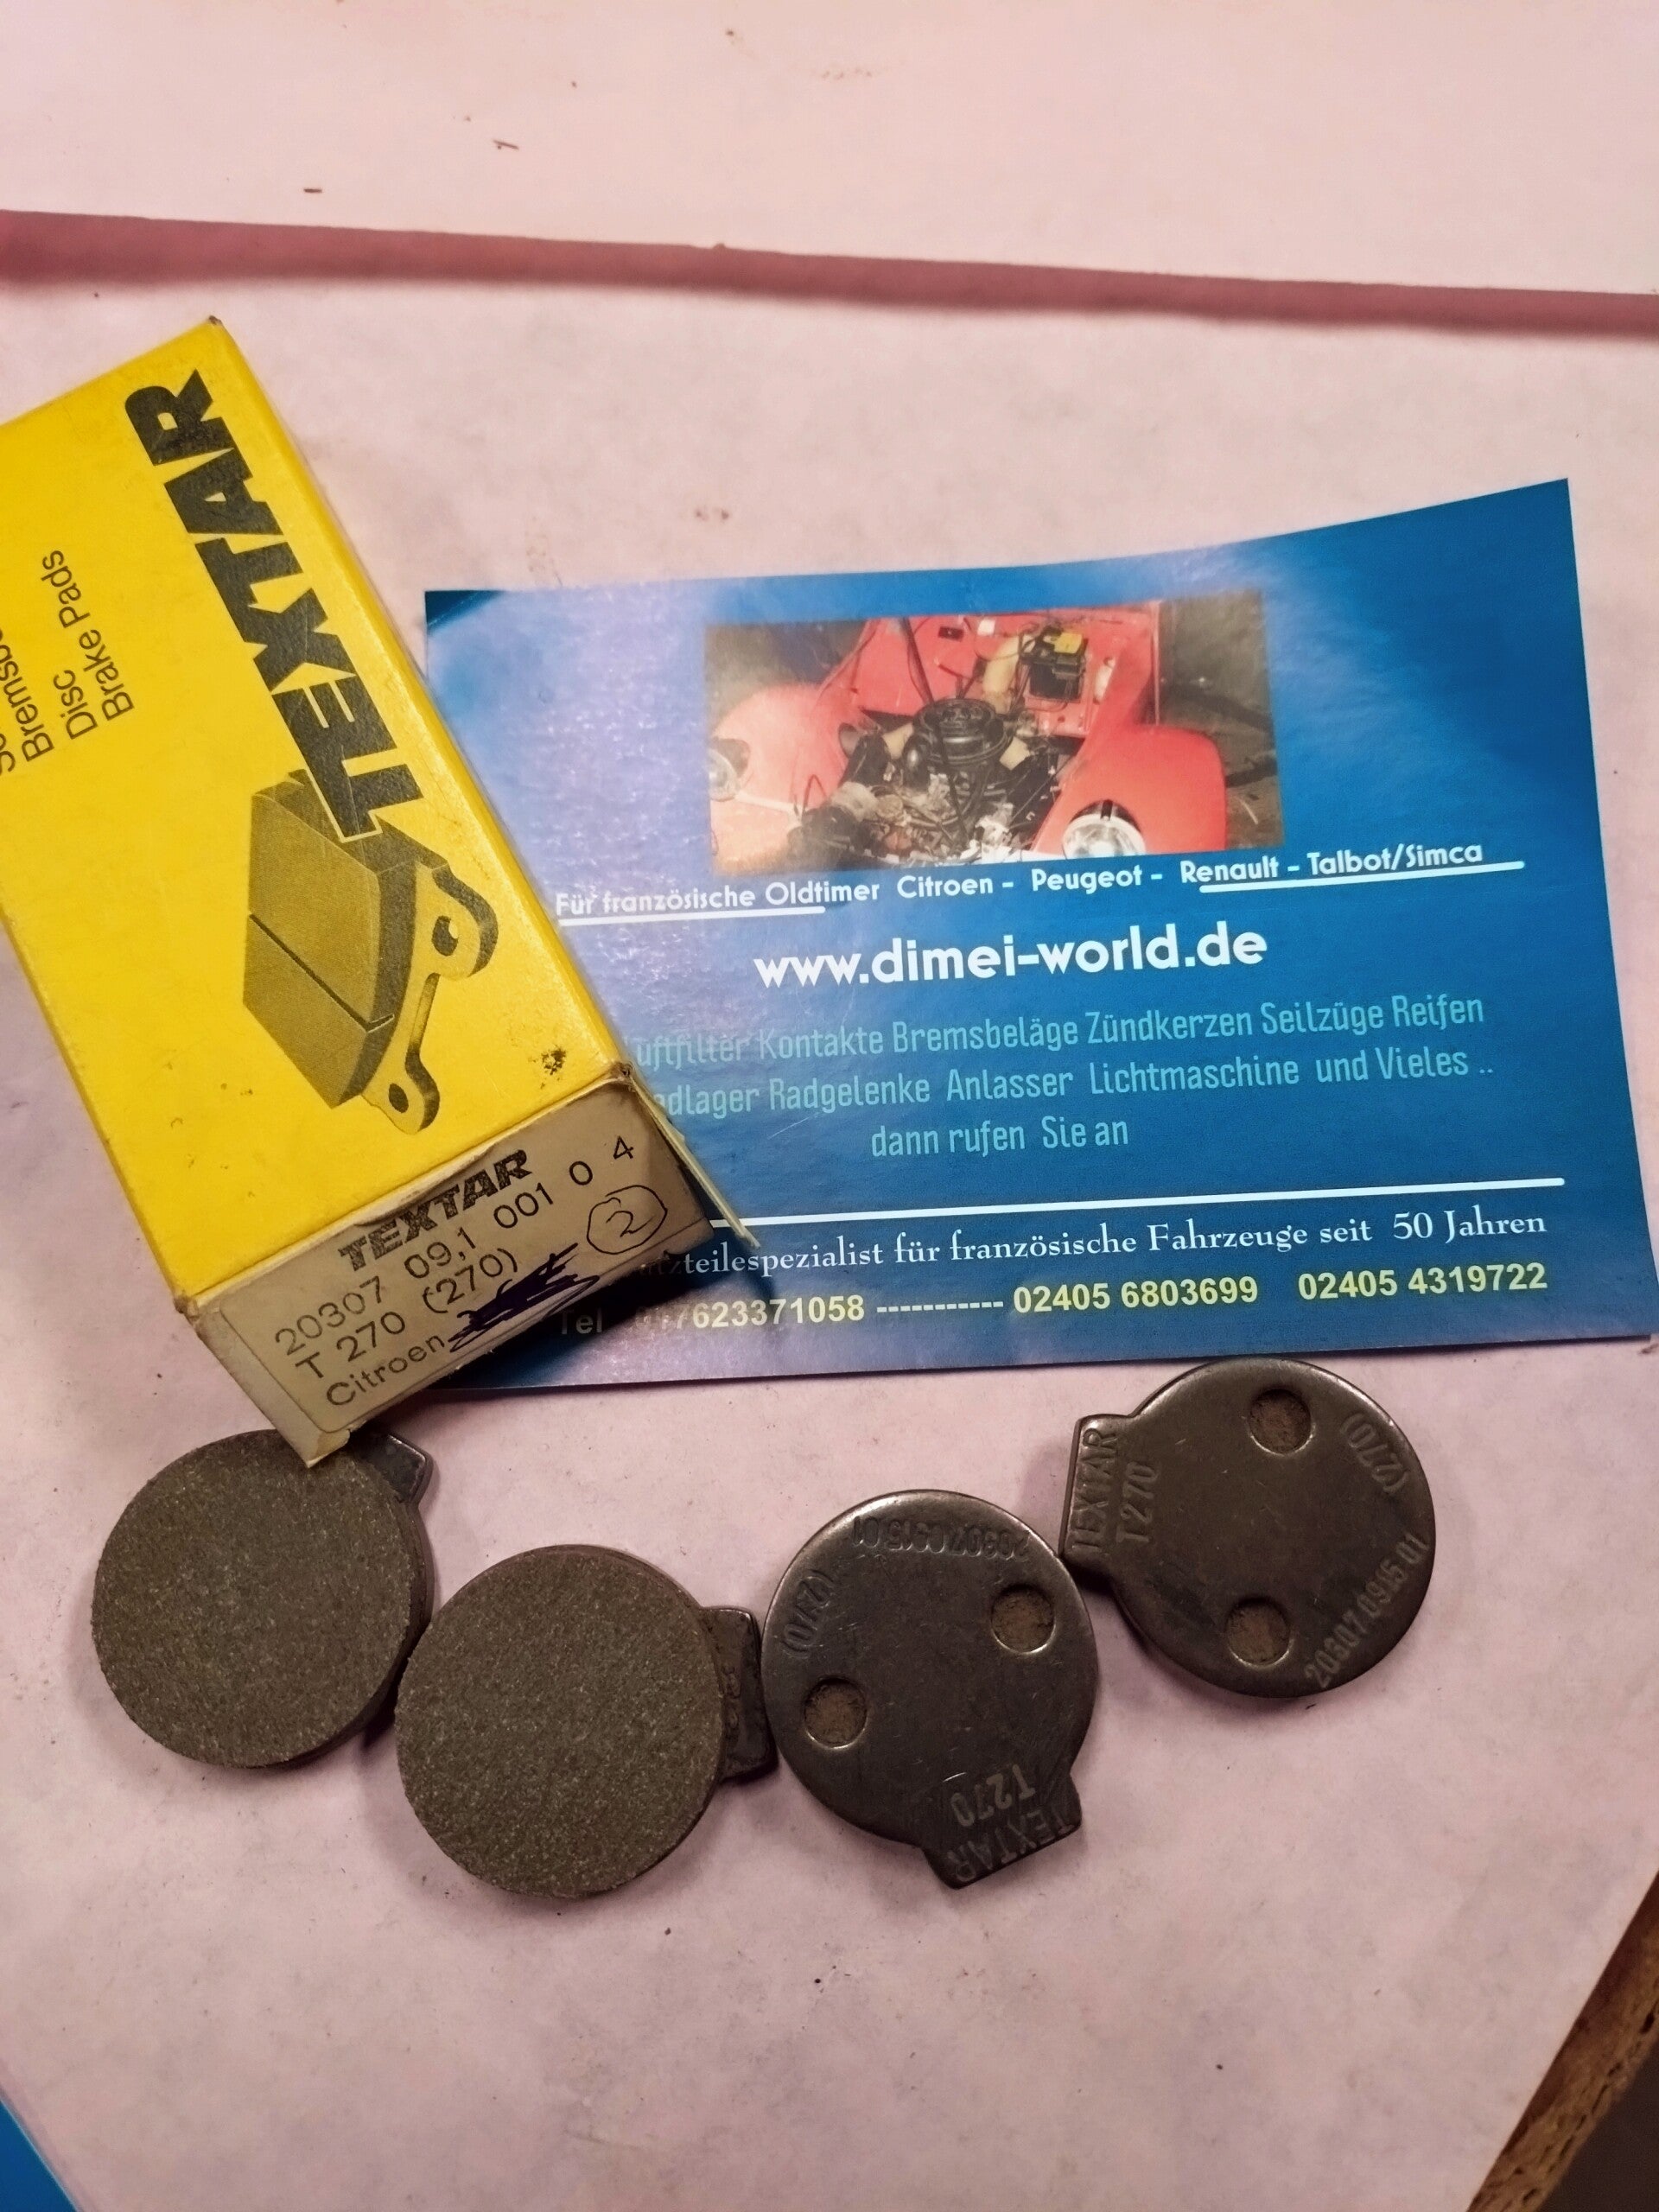 TEXTAR
Disc
Brake Pads
TEXTAR
20307 09,1 001 0 4
T 270 (270)
2
Citroen
Für französische Oldtimer Citroen - Peugeot - Renault - Talbot/Simca
www.dimei-world.de
Kontakte Bremsbeläge Zündkerzen Seilzüge Reifen
Radgelenke Anlasser Lichtmaschine und Vieles ..
dann rufen Sie an
für französische Fahrzeuge seit 50 Jahren
Tel 7623371058 ----------- 02405 6803699 02405 4319722
TEXTAR
T270
(270)
20307.0915.01
20307.0915.01
(270)
T270
TEXTAR